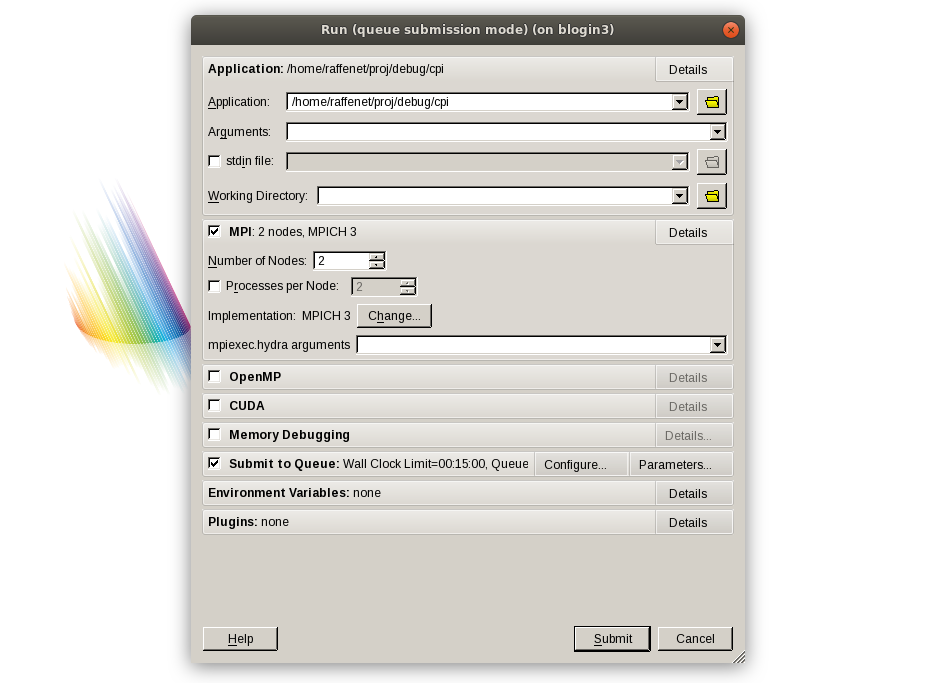 Run (queue submission mode) (on blogin3)
Application: /home/raffenet/proj/debug/cpi Details
Application: /home/raffenet/proj/debug/cpi
Arguments:
stdin file:
Working Directory:
MPI: 2 nodes, MPICH 3 Details
Number of Nodes: 2
Processes per Node: 2
Implementation: MPICH 3 Change...
mpiexec.hydra arguments
OpenMP Details
CUDA Details
Memory Debugging Details...
Submit to Queue: Wall Clock Limit=00:15:00, Queue Configure... Parameters...
Environment Variables: none Details
Plugins: none Details
Help Submit Cancel